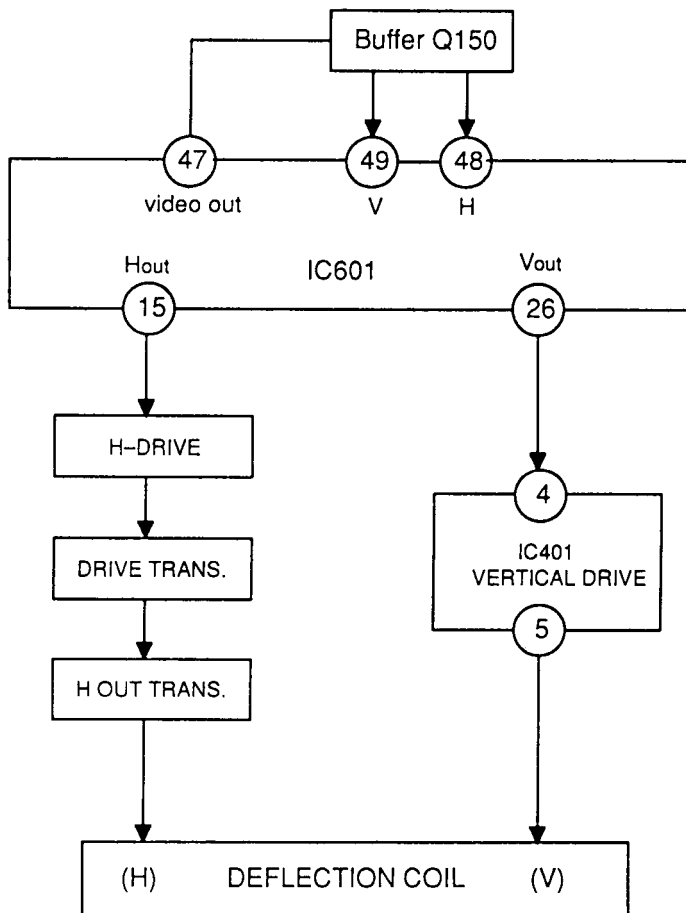 Buffer Q150
47
49
48
video out
V
H
Hout
IC601
Vout
15
26
H–DRIVE
4
DRIVE TRANS.
IC401
VERTICAL DRIVE
5
H OUT TRANS.
(H) DEFLECTION COIL (V)